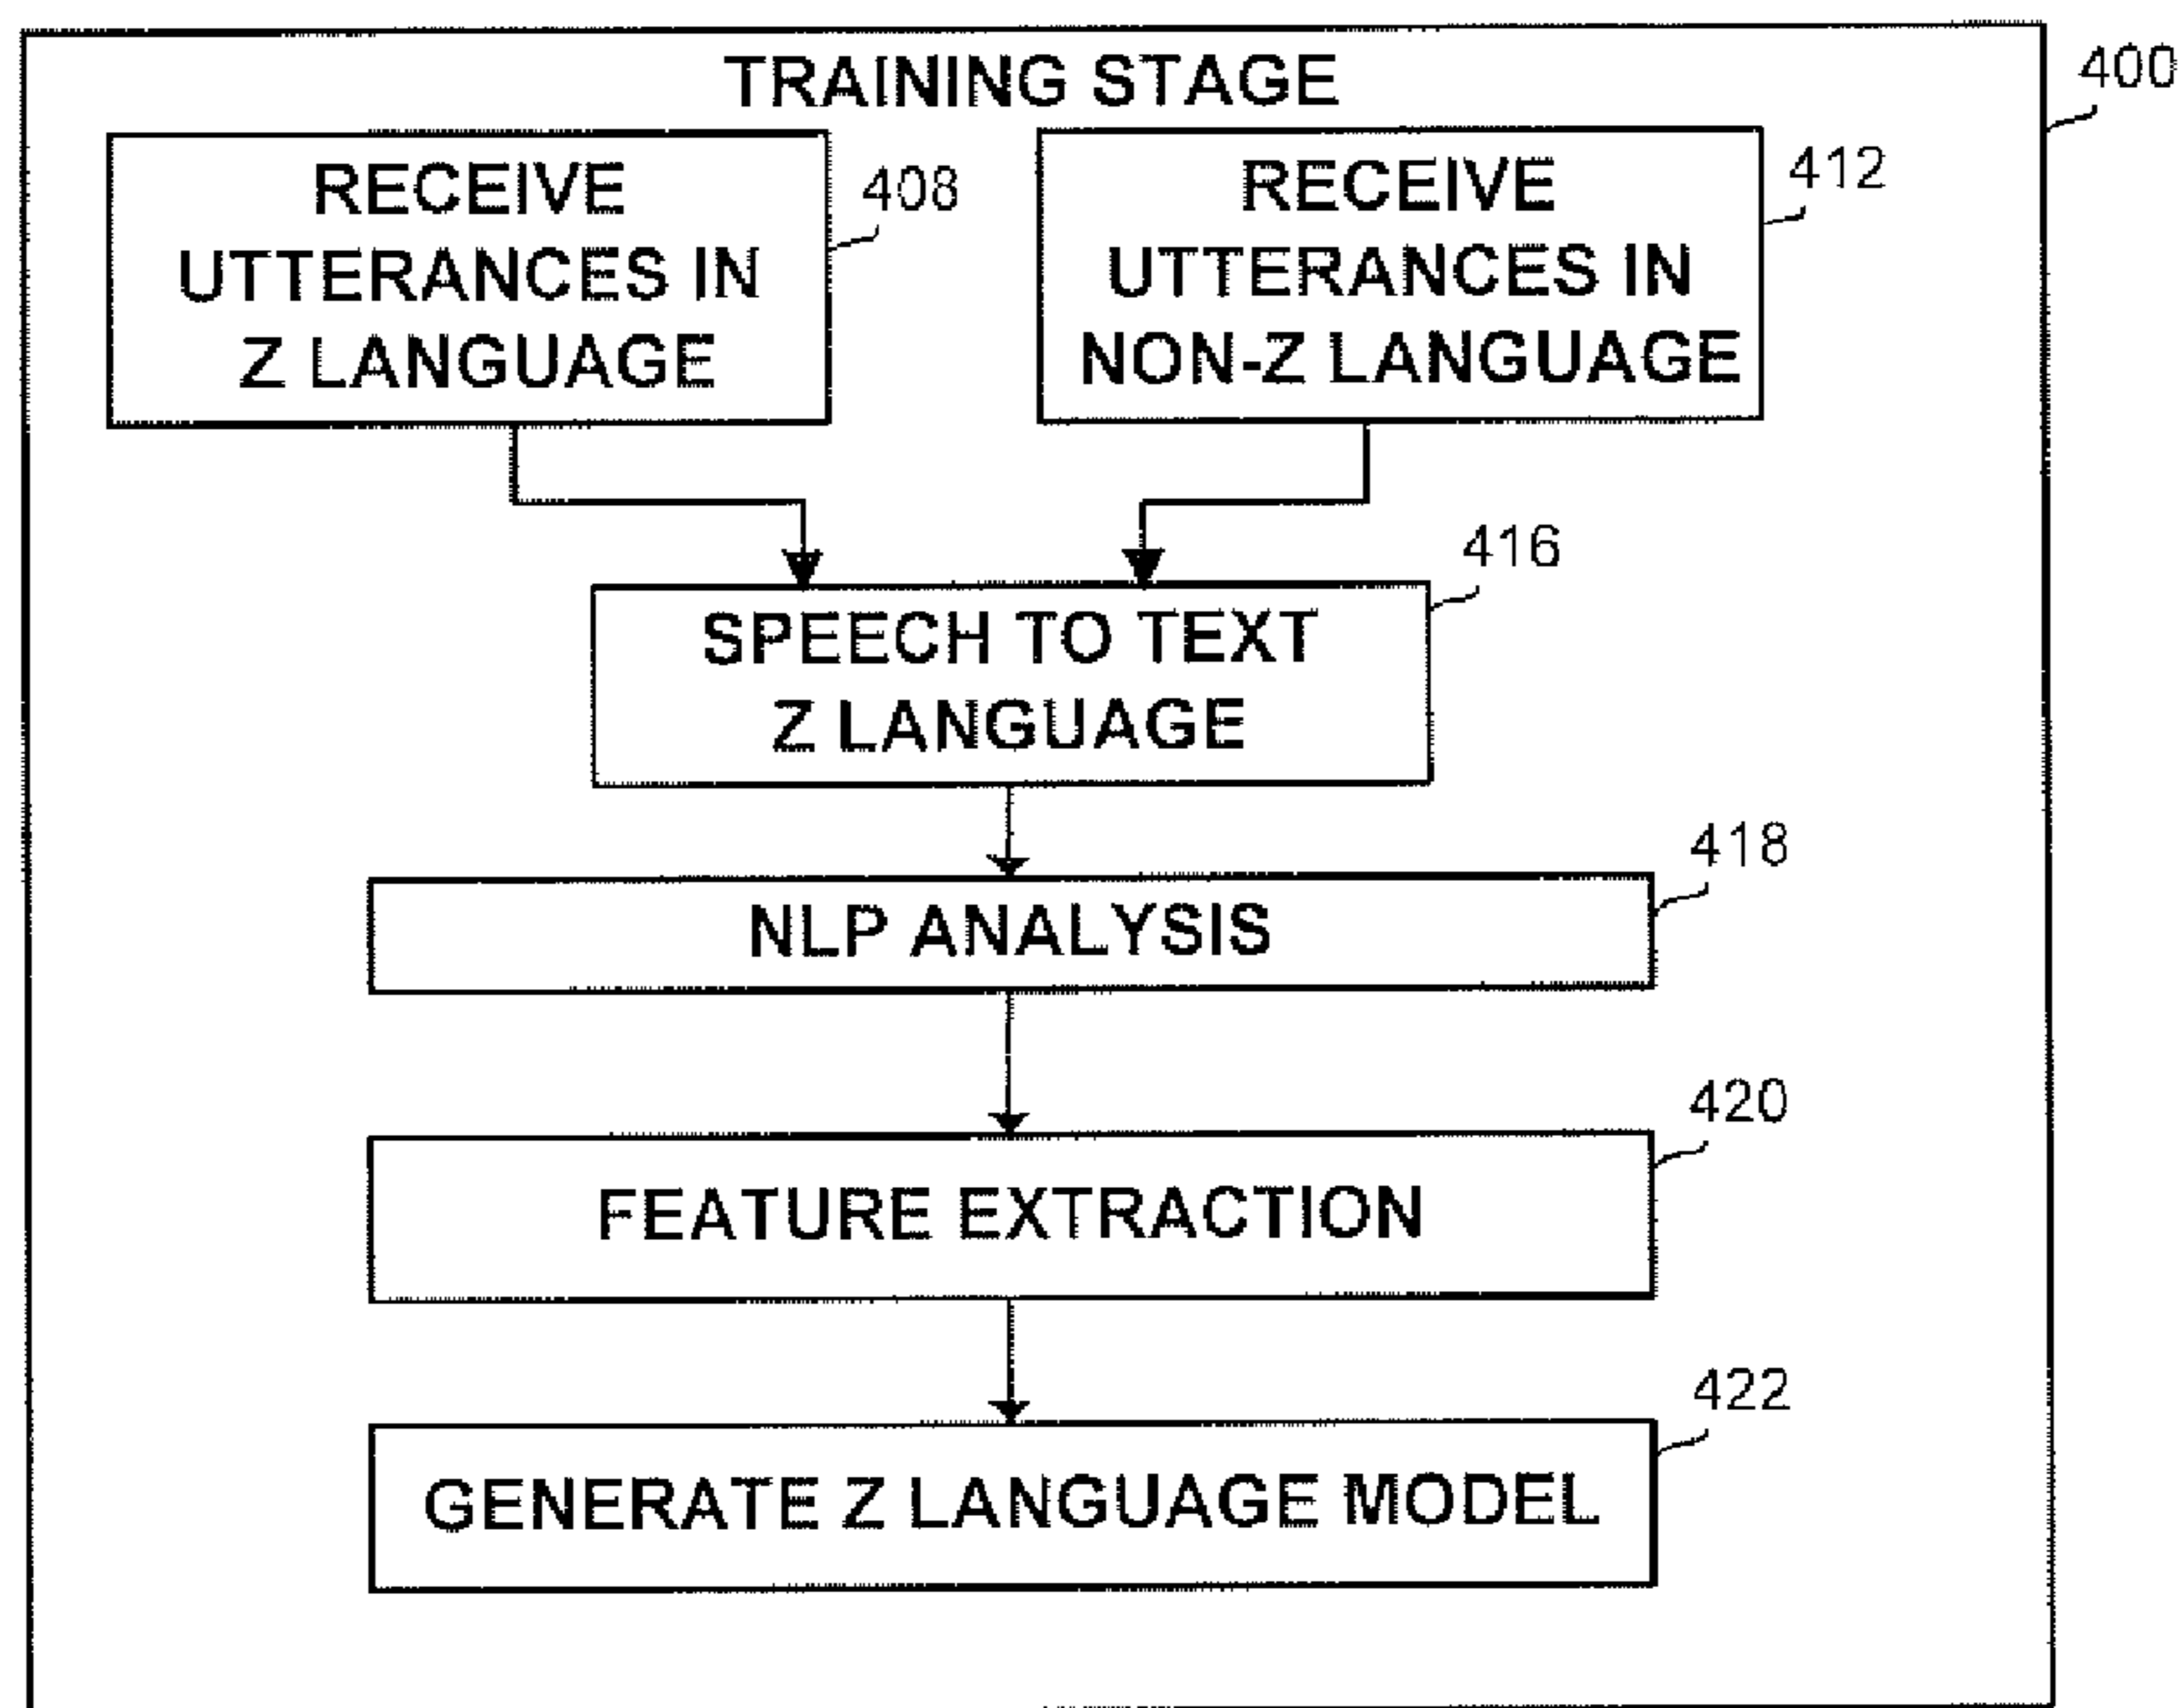 TRAINING STAGE
400
RECEIVE
UTTERANCES IN
Z LANGUAGE
408
RECEIVE
UTTERANCES IN
NON-Z LANGUAGE
412
SPEECH TO TEXT
Z LANGUAGE
416
NLP ANALYSIS
418
FEATURE EXTRACTION
420
GENERATE Z LANGUAGE MODEL
422